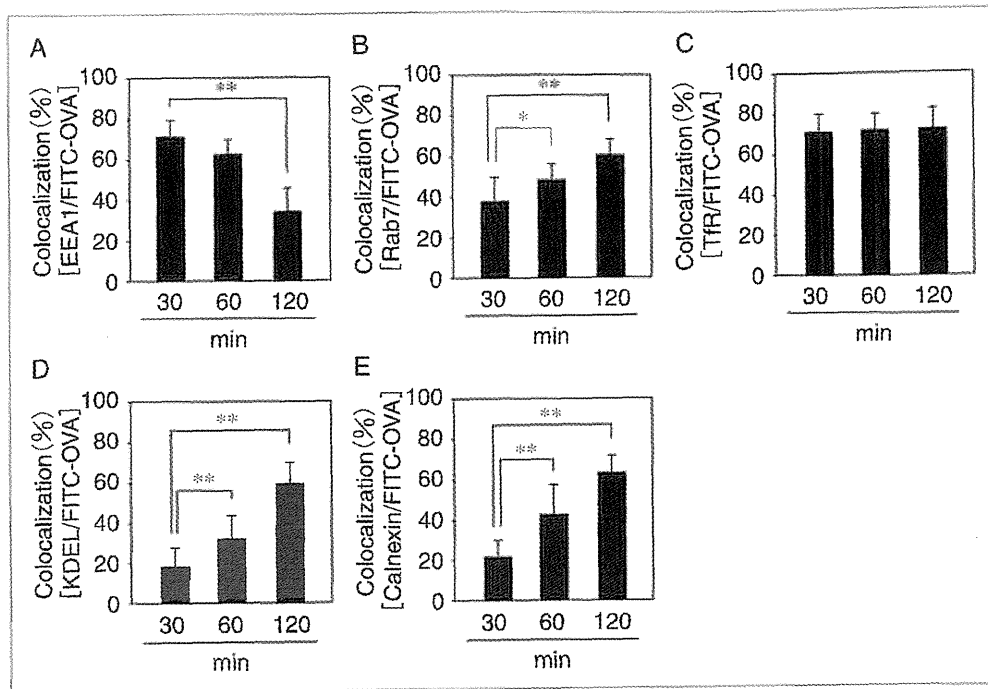 A
Colocalization (%)
[EEA1/FITC-OVA]
100
80
60
40
20
0
**
30 60 120
min
B
Colocalization (%)
[Rab7/FITC-OVA]
100
80
60
40
20
0
**
*
30 60 120
min
C
Colocalization (%)
[TfR/FITC-OVA]
100
80
60
40
20
0
30 60 120
min
D
Colocalization (%)
[KDEL/FITC-OVA]
100
80
60
40
20
0
**
**
30 60 120
min
E
Colocalization (%)
[Calnexin/FITC-OVA]
100
80
60
40
20
0
**
**
30 60 120
min